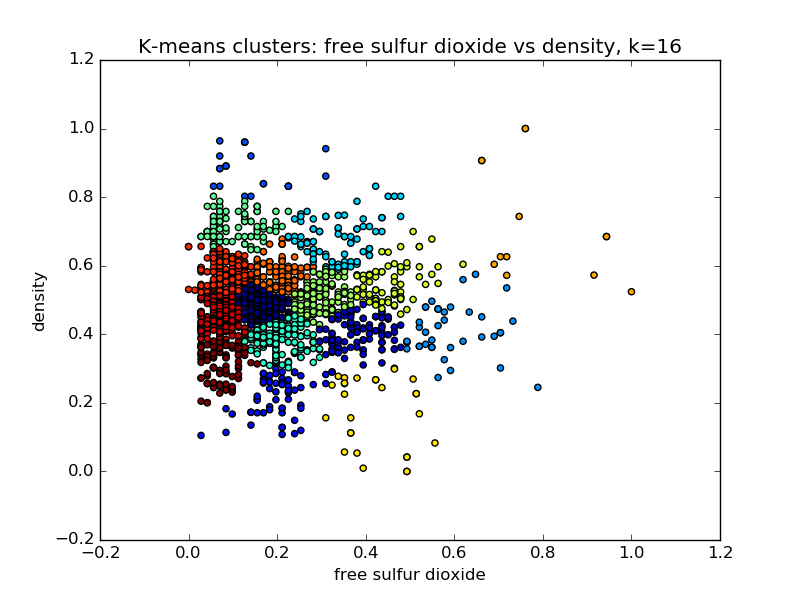 K-means clusters: free sulfur dioxide vs density, k=16
1.2
1.0
0.8
0.6
0.4
0.2
0.0
−0.2
density
−0.2 0.0 0.2 0.4 0.6 0.8 1.0 1.2
free sulfur dioxide